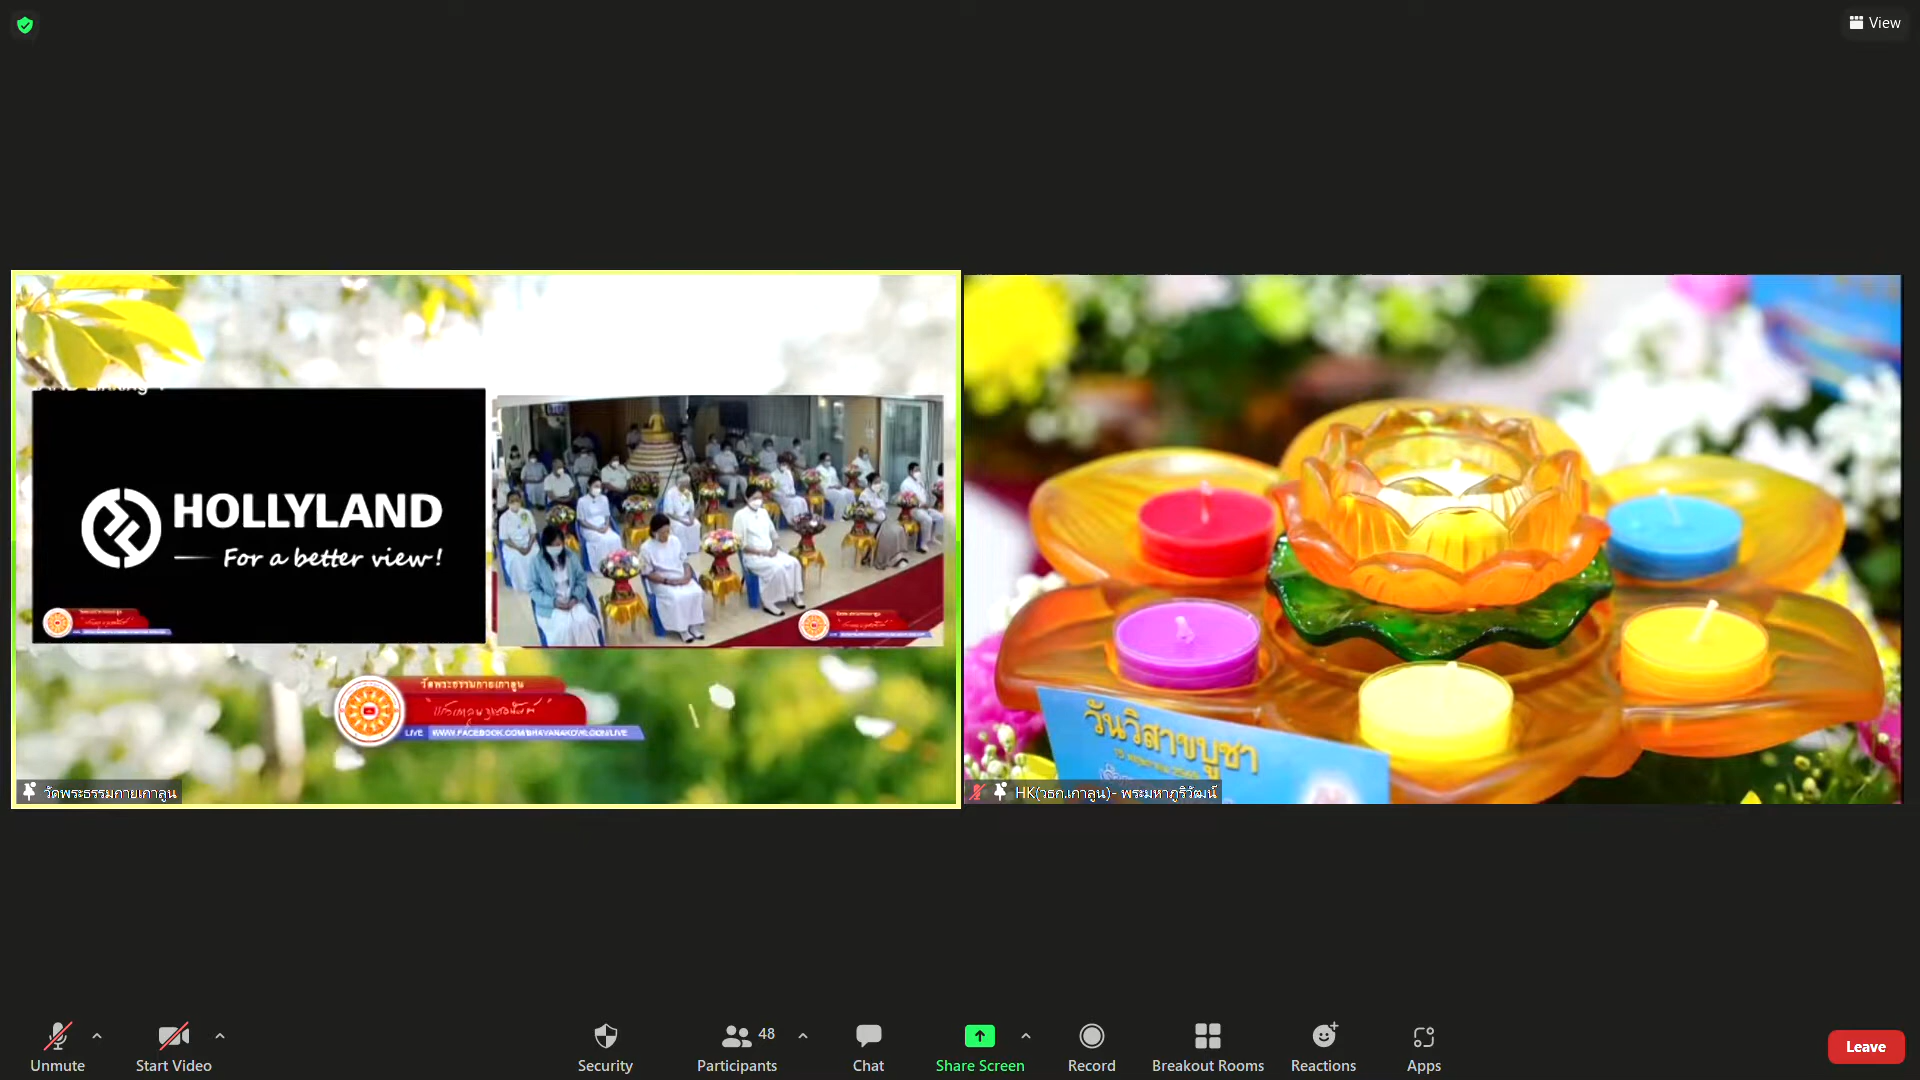 View
HOLLYLAND
For a better view!
วัดพระธรรมกายเกาลูน
LIVE
วัดพระธรรมกายเกาลูน
วันวิสาขบูชา
HK(วธก.เกาลูน)- พระมหาภูริวัฒน์
48
Unmute
Start Video
Security
Participants
Chat
Share Screen
Record
Breakout Rooms
Reactions
Apps
Leave